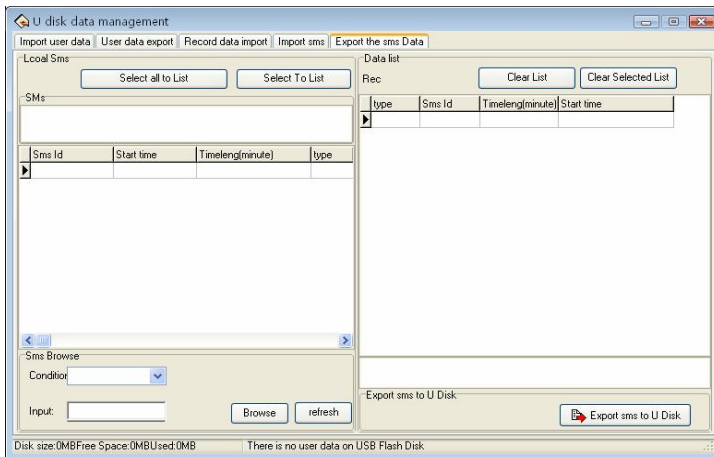 U disk data management
Import user data User data export Record data import Import sms Export the sms Data
Lcoal Sms
Select all to List Select To List
SMs
Sms Id Start time Timeleng(minute) type
Sms Browse
Condition
Input: Browse refresh
Data list
Rec Clear List Clear Selected List
type Sms Id Timeleng(minute) Start time
Export sms to U Disk
Export sms to U Disk
Disk size:0MBFree Space:0MBUsed:0MB There is no user data on USB Flash Disk